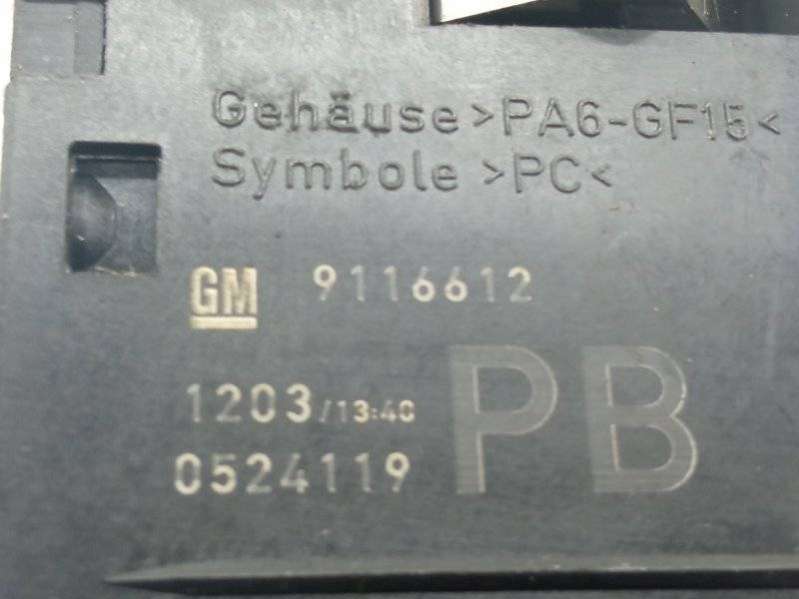 Gehäuse >PA6-GF15<
Symbole >PC<
GM 9116612
1203/13:40
0524119 PB